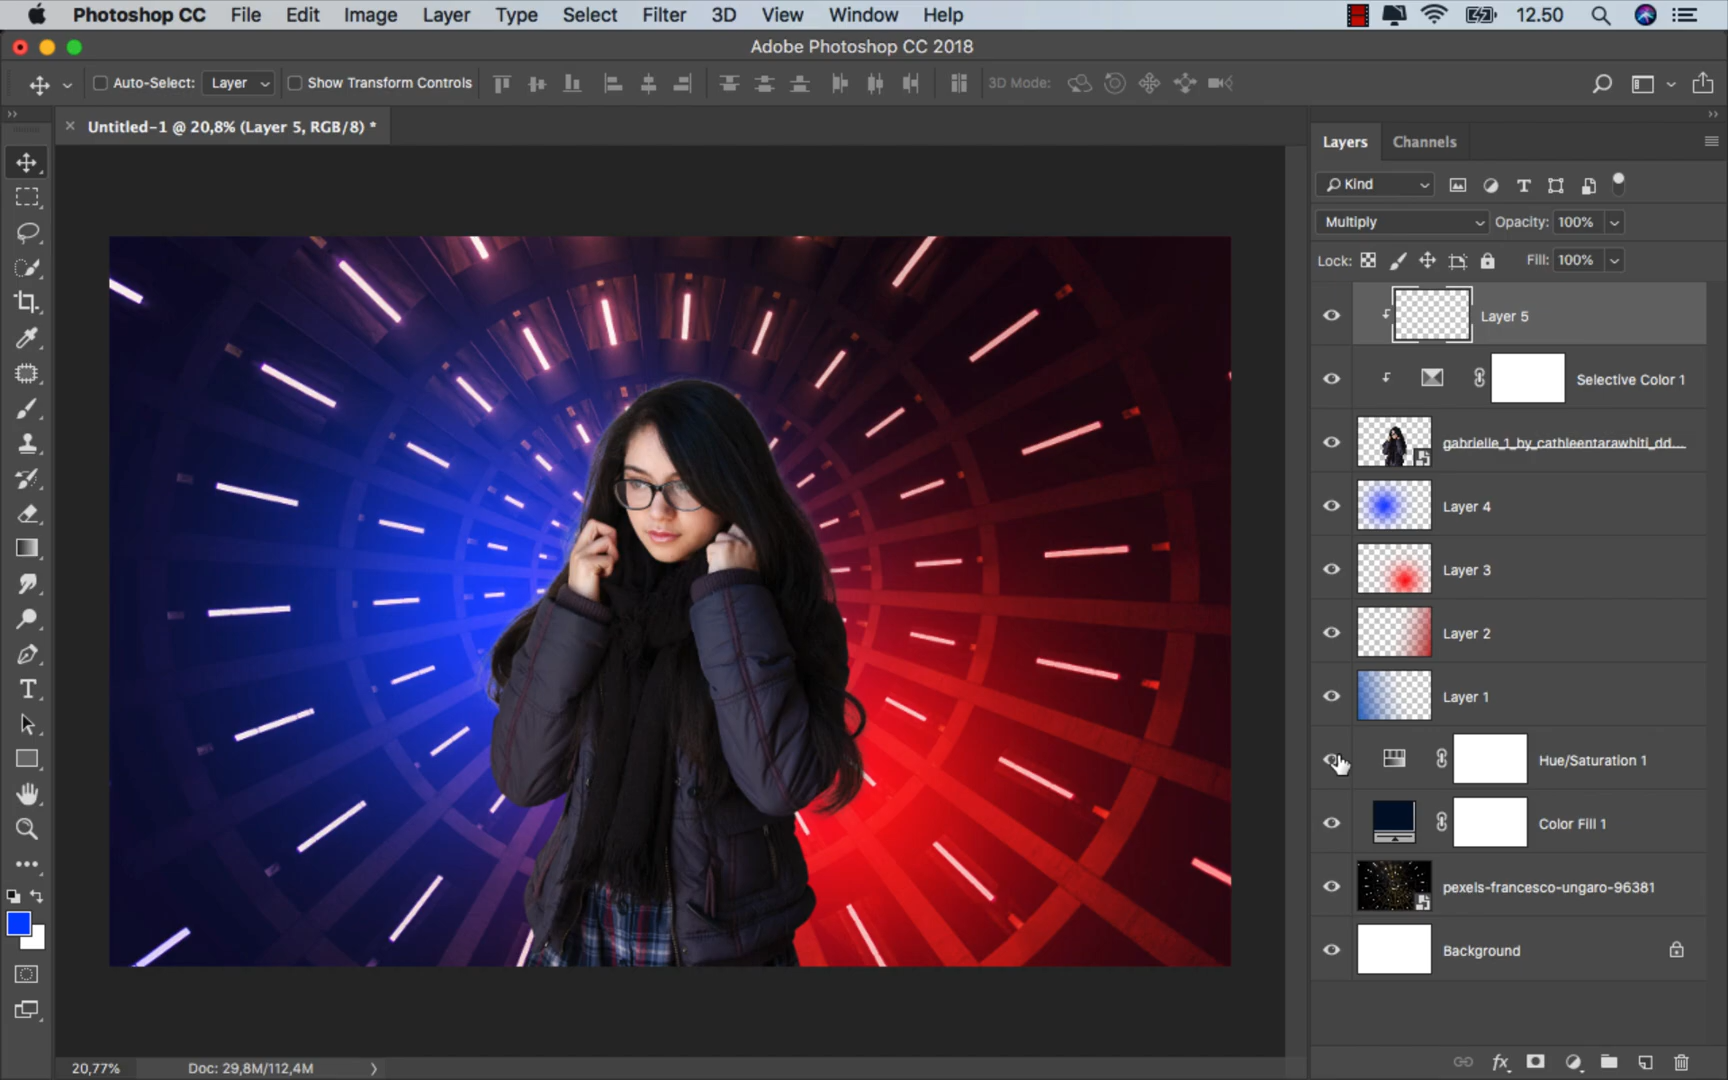 Photoshop CC File Edit Image Layer Type Select Filter 3D View Window Help 12.50
Adobe Photoshop CC 2018
Auto-Select: Layer Show Transform Controls 3D Mode:
Untitled-1 @ 20,8% (Layer 5, RGB/8) *
Layers Channels
Kind
Multiply Opacity: 100%
Lock: Fill: 100%
Layer 5
Selective Color 1
gabrielle_1_by_cathleentarawhiti_dd...
Layer 4
Layer 3
Layer 2
Layer 1
Hue/Saturation 1
Color Fill 1
pexels-francesco-ungaro-96381
Background
20,77% Doc: 29,8M/112,4M